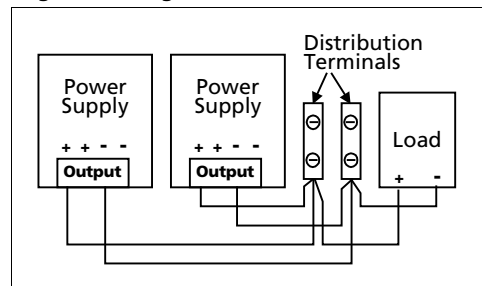 Distribution
Terminals
Power
Supply
+ + - -
Output
Power
Supply
+ + - -
Output
Load
+ -